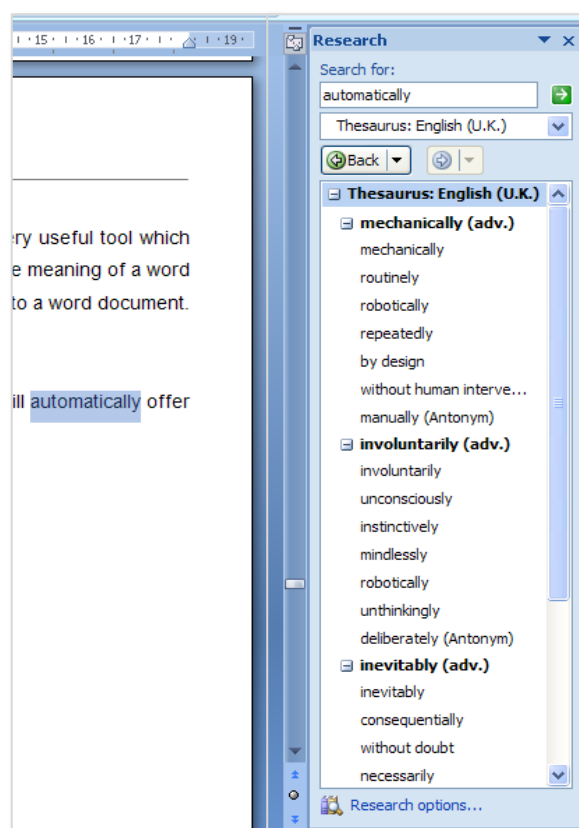 · 15 · ı · 16 · ı · 17 · ı · ı · 19 ·
ry useful tool which
e meaning of a word
to a word document.
ill automatically offer
Research
Search for:
automatically
Thesaurus: English (U.K.)
Back
Thesaurus: English (U.K.)
mechanically (adv.)
mechanically
routinely
robotically
repeatedly
by design
without human interve...
manually (Antonym)
involuntarily (adv.)
involuntarily
unconsciously
instinctively
mindlessly
robotically
unthinkingly
deliberately (Antonym)
inevitably (adv.)
inevitably
consequentially
without doubt
necessarily
Research options...